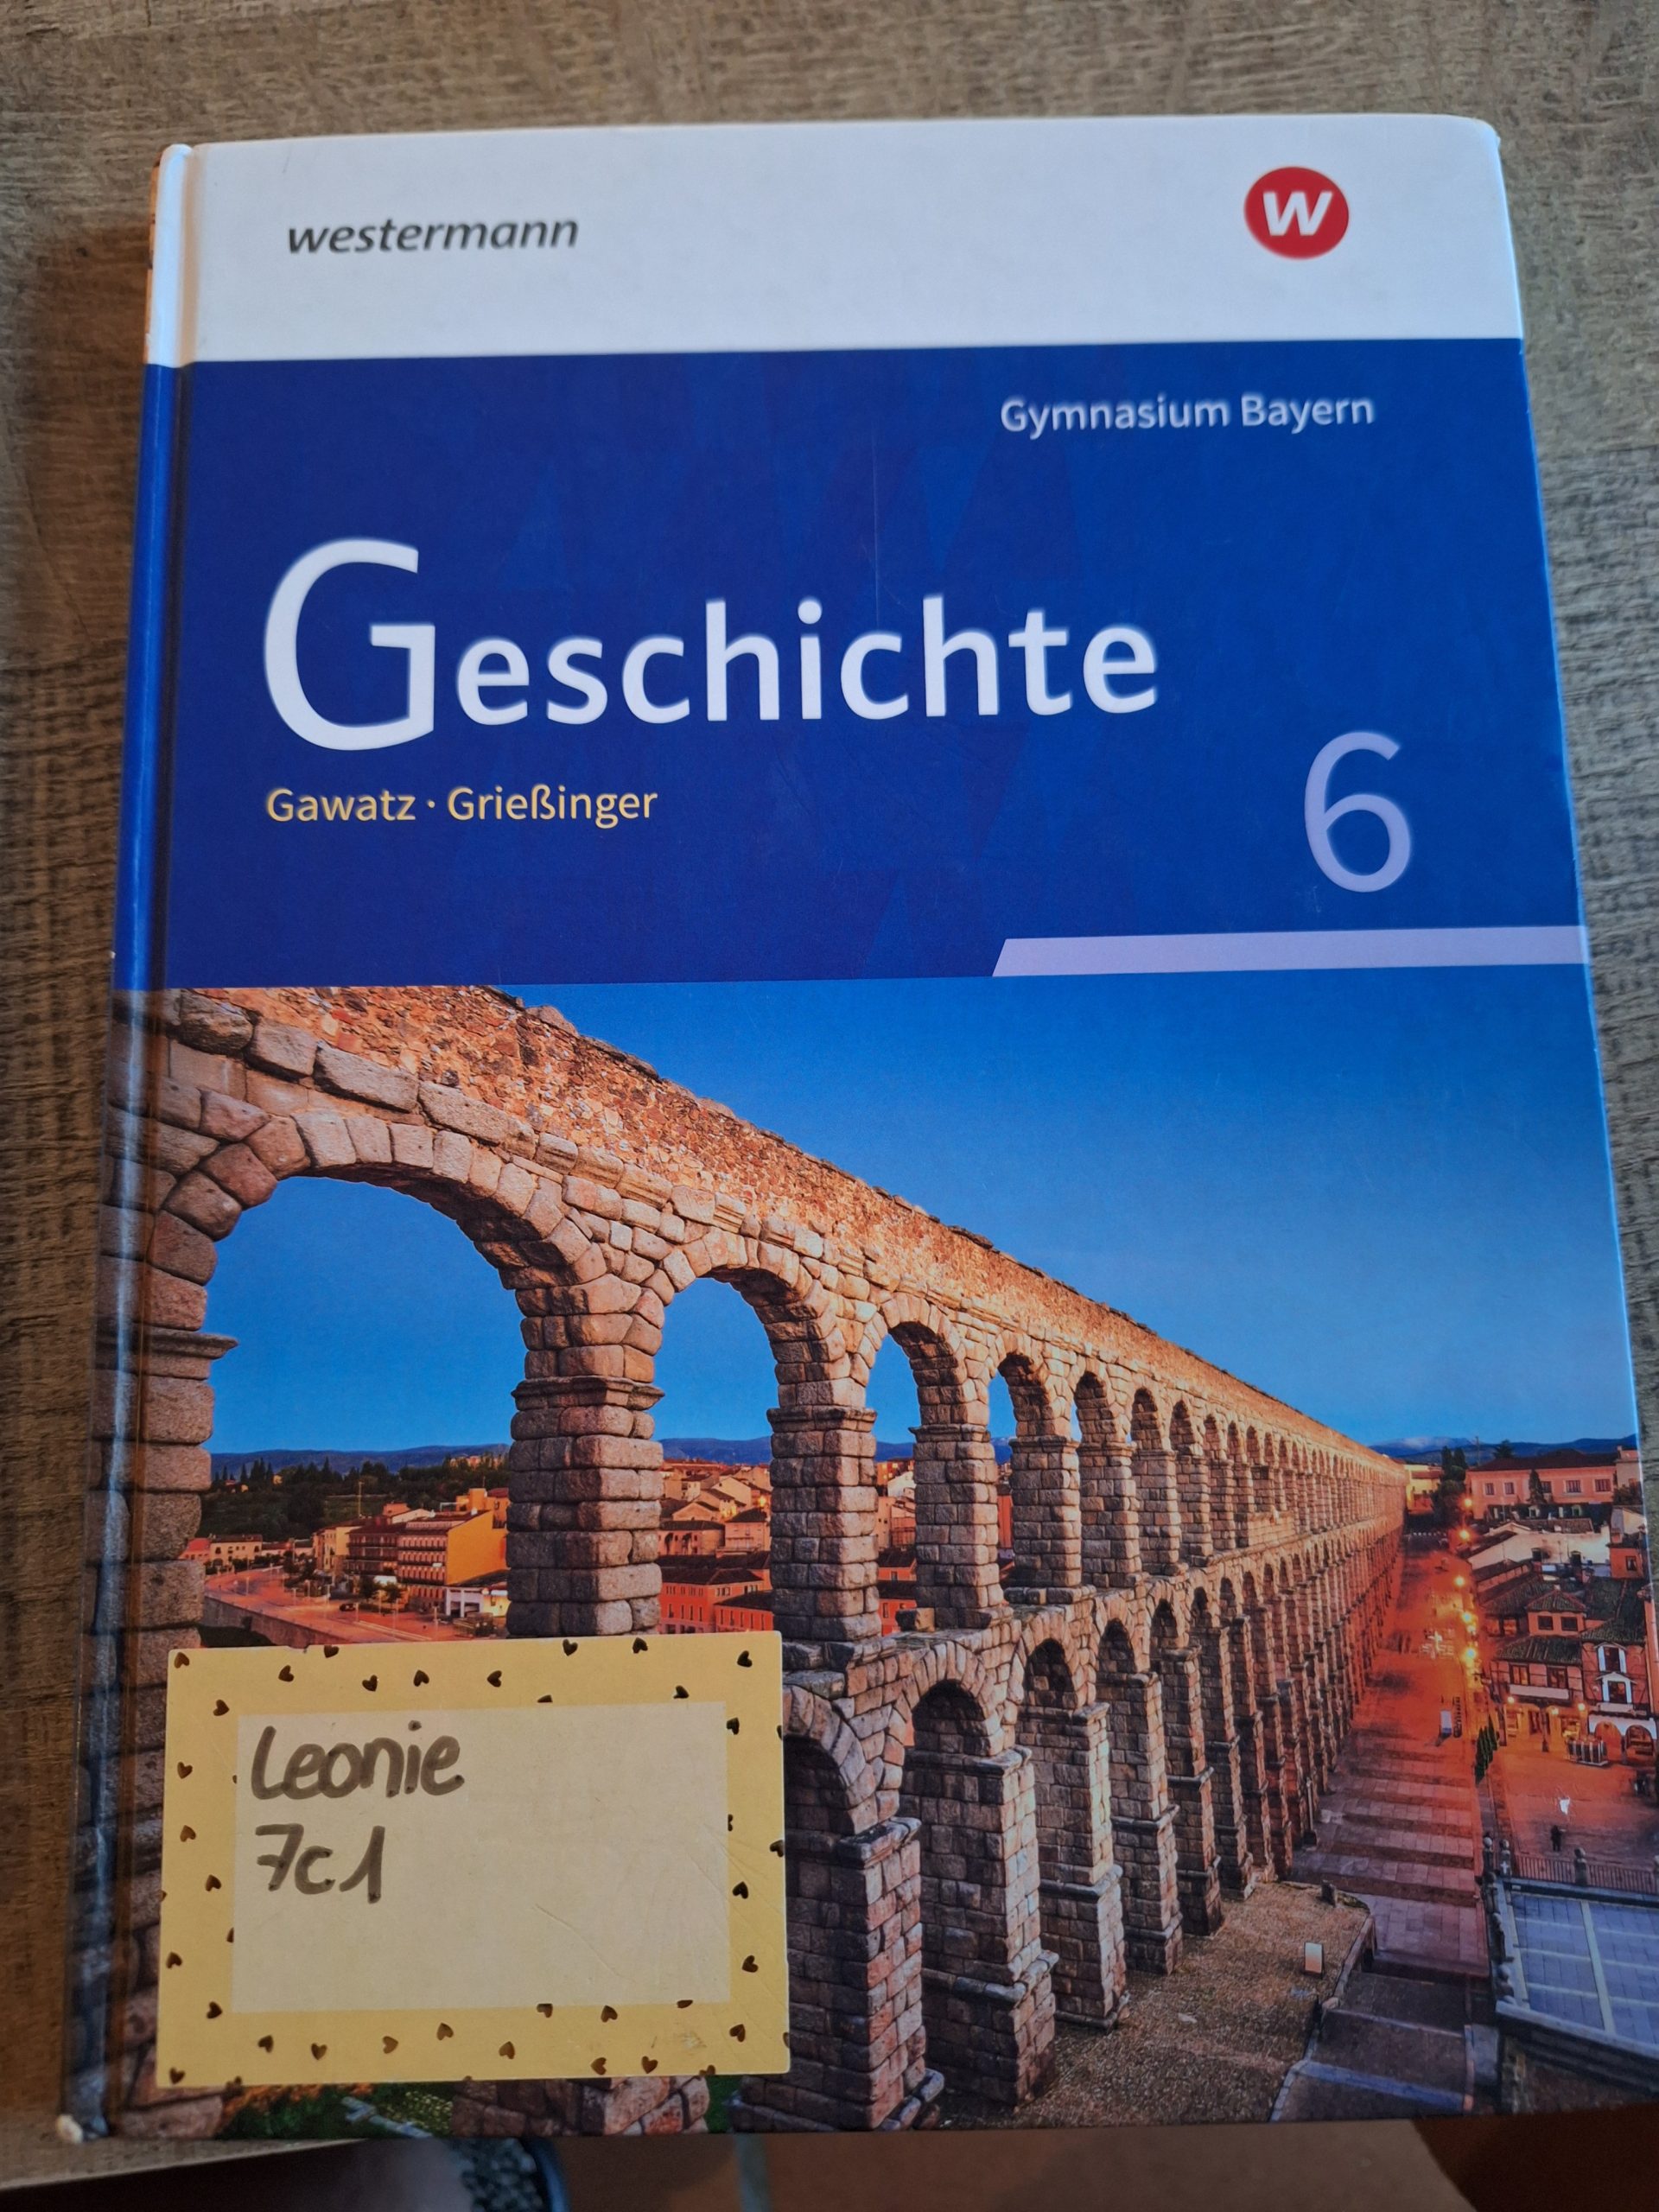 westermann
W
Gymnasium Bayern
Geschichte
Gawatz · Grießinger
6
Leonie
7c1